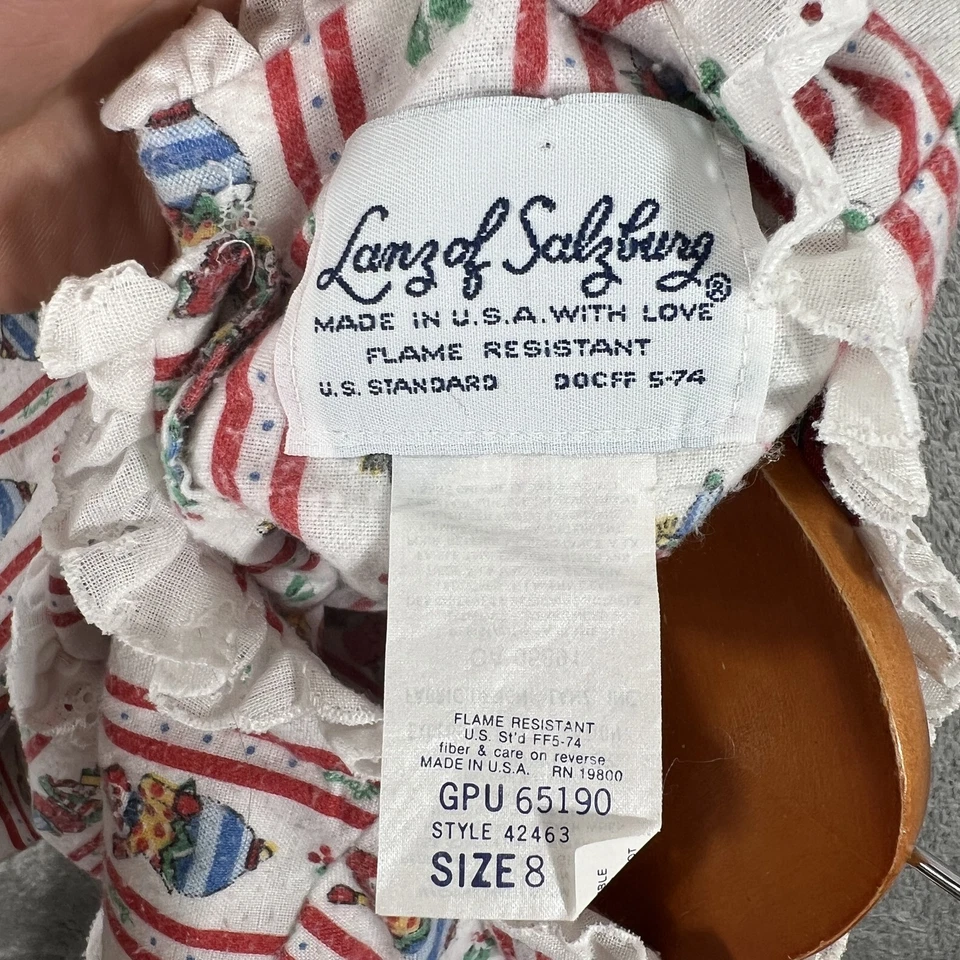 Lanz of Salzburg®
MADE IN U.S.A. WITH LOVE
FLAME RESISTANT
U.S. STANDARD DOCFF 5-74
FLAME RESISTANT
U.S. St'd FF5-74
fiber & care on reverse
MADE IN U.S.A. RN 19800
GPU 65190
STYLE 42463
SIZE 8